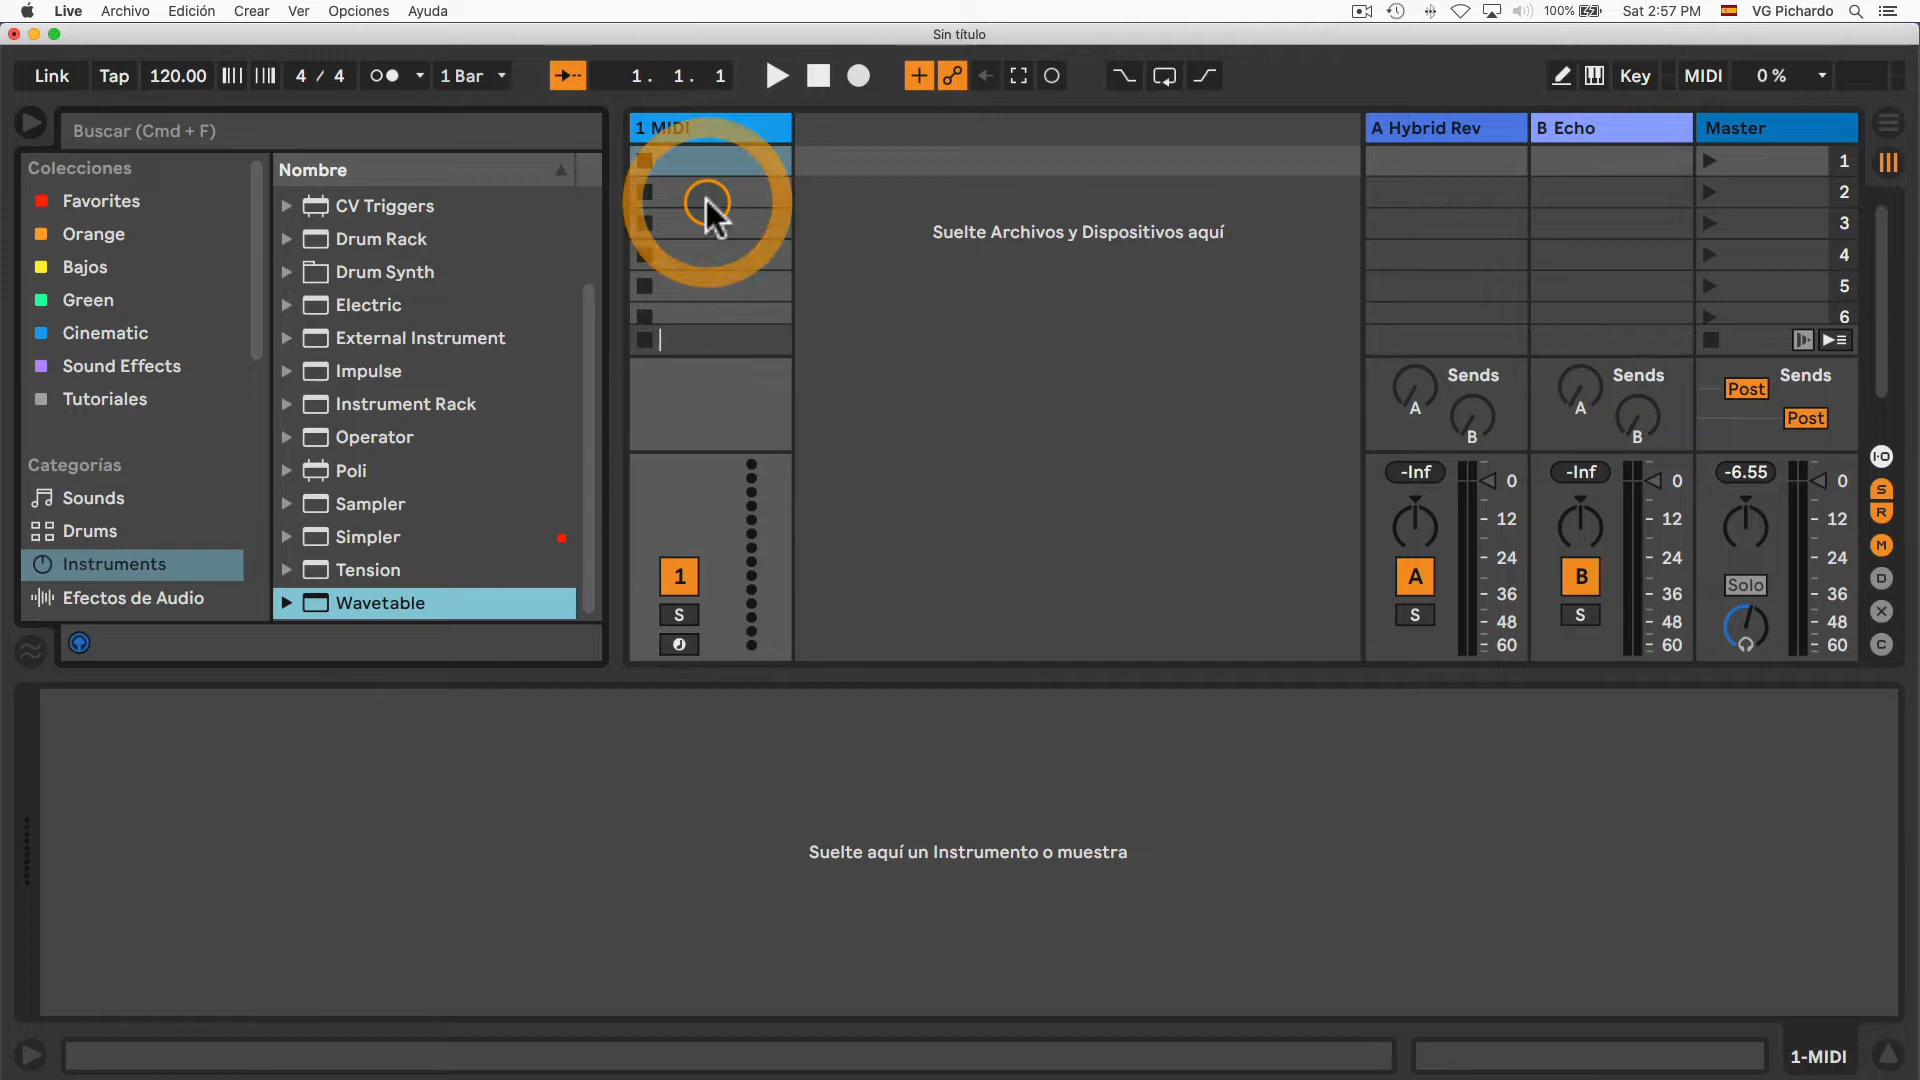 Live Archivo Edición Crear Ver Opciones Ayuda 100% Sat 2:57 PM VG Pichardo
Sin título
Link Tap 120.00 4 / 4 1 Bar 1. 1. 1 Key MIDI 0 %
Buscar (Cmd + F)
Colecciones
Favorites
Orange
Bajos
Green
Cinematic
Sound Effects
Tutoriales
Categorías
Sounds
Drums
Instruments
Efectos de Audio
Nombre
CV Triggers
Drum Rack
Drum Synth
Electric
External Instrument
Impulse
Instrument Rack
Operator
Poli
Sampler
Simpler
Tension
Wavetable
1 MIDI
1
S
Suelte Archivos y Dispositivos aquí
A Hybrid Rev
Sends
A
B
-Inf
0
12
24
36
48
60
A
S
B Echo
Sends
A
B
-Inf
0
12
24
36
48
60
B
S
Master
1
2
3
4
5
6
Sends
Post
Post
-6.55
0
12
24
36
48
60
Solo
I·O
S
R
M
D
X
C
Suelte aquí un Instrumento o muestra
1-MIDI